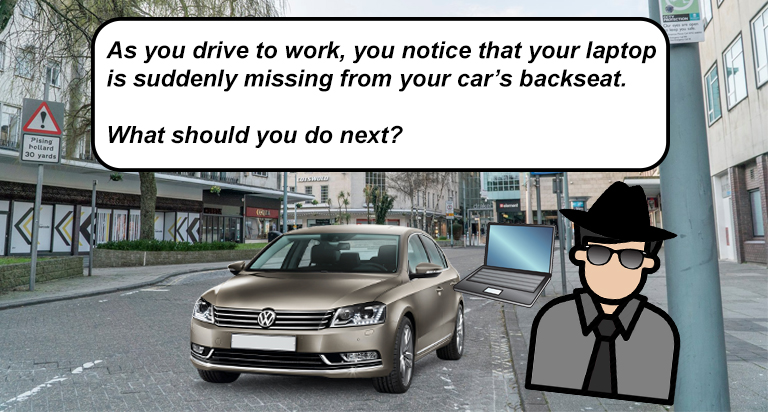 As you drive to work, you notice that your laptop
is suddenly missing from your car's backseat.
What should you do next?
Rising
bollard
30 yards